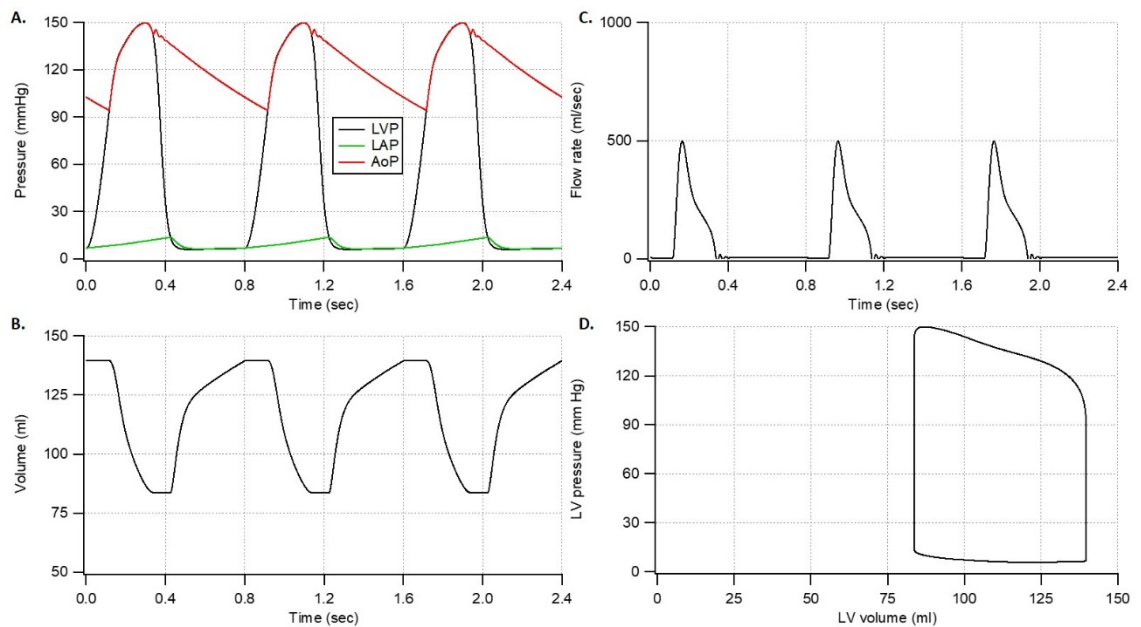 A.
Pressure (mmHg)
150
120
90
60
30
0
LVP
LAP
AoP
0.0 0.4 0.8 1.2 1.6 2.0 2.4
Time (sec)
C.
Flow rate (ml/sec)
1000
500
0
0.0 0.4 0.8 1.2 1.6 2.0 2.4
Time (sec)
B.
Volume (ml)
150
125
100
75
50
0.0 0.4 0.8 1.2 1.6 2.0 2.4
Time (sec)
D.
LV pressure (mm Hg)
150
120
90
60
30
0
0 25 50 75 100 125 150
LV volume (ml)